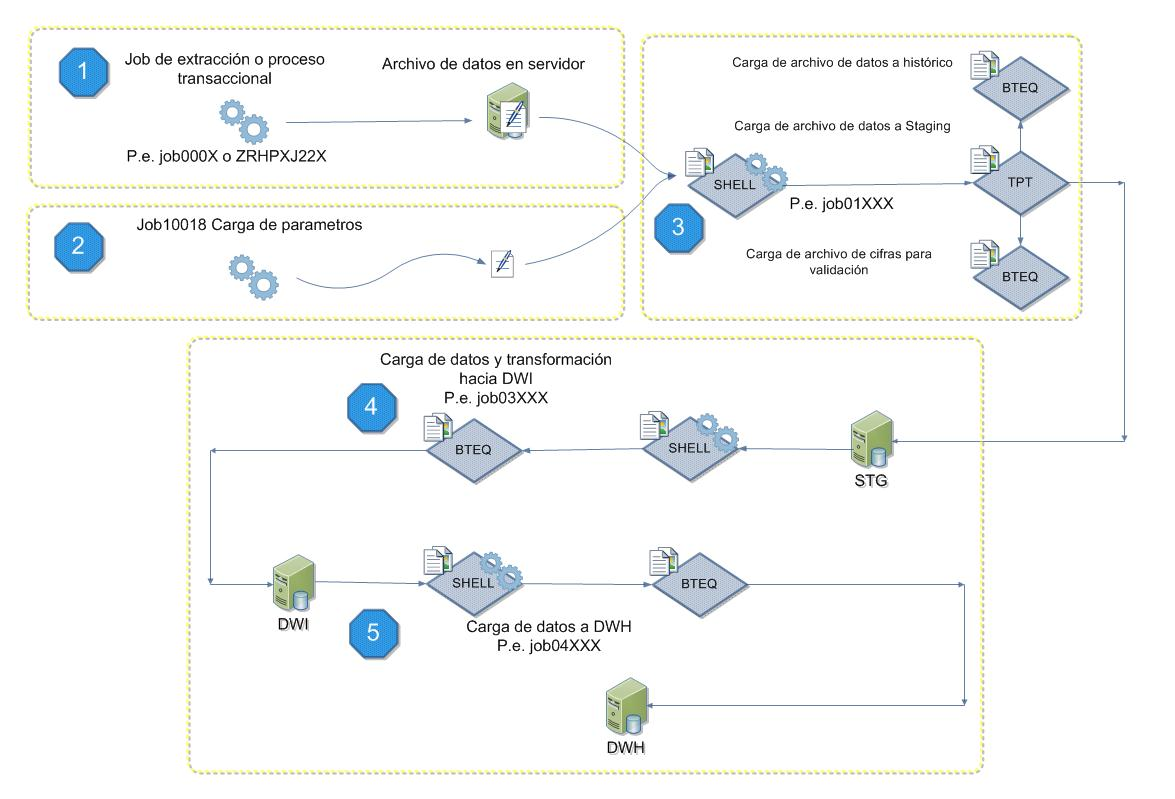 1
Job de extracción o proceso
transaccional
P.e. job000X o ZRHPXJ22X
Archivo de datos en servidor
2
Job10018 Carga de parametros
Carga de archivo de datos a histórico
BTEQ
Carga de archivo de datos a Staging
SHELL
P.e. job01XXX
TPT
3
Carga de archivo de cifras para
validación
BTEQ
Carga de datos y transformación
hacia DWI
P.e. job03XXX
4
BTEQ
SHELL
STG
DWI
SHELL
BTEQ
5
Carga de datos a DWH
P.e. job04XXX
DWH